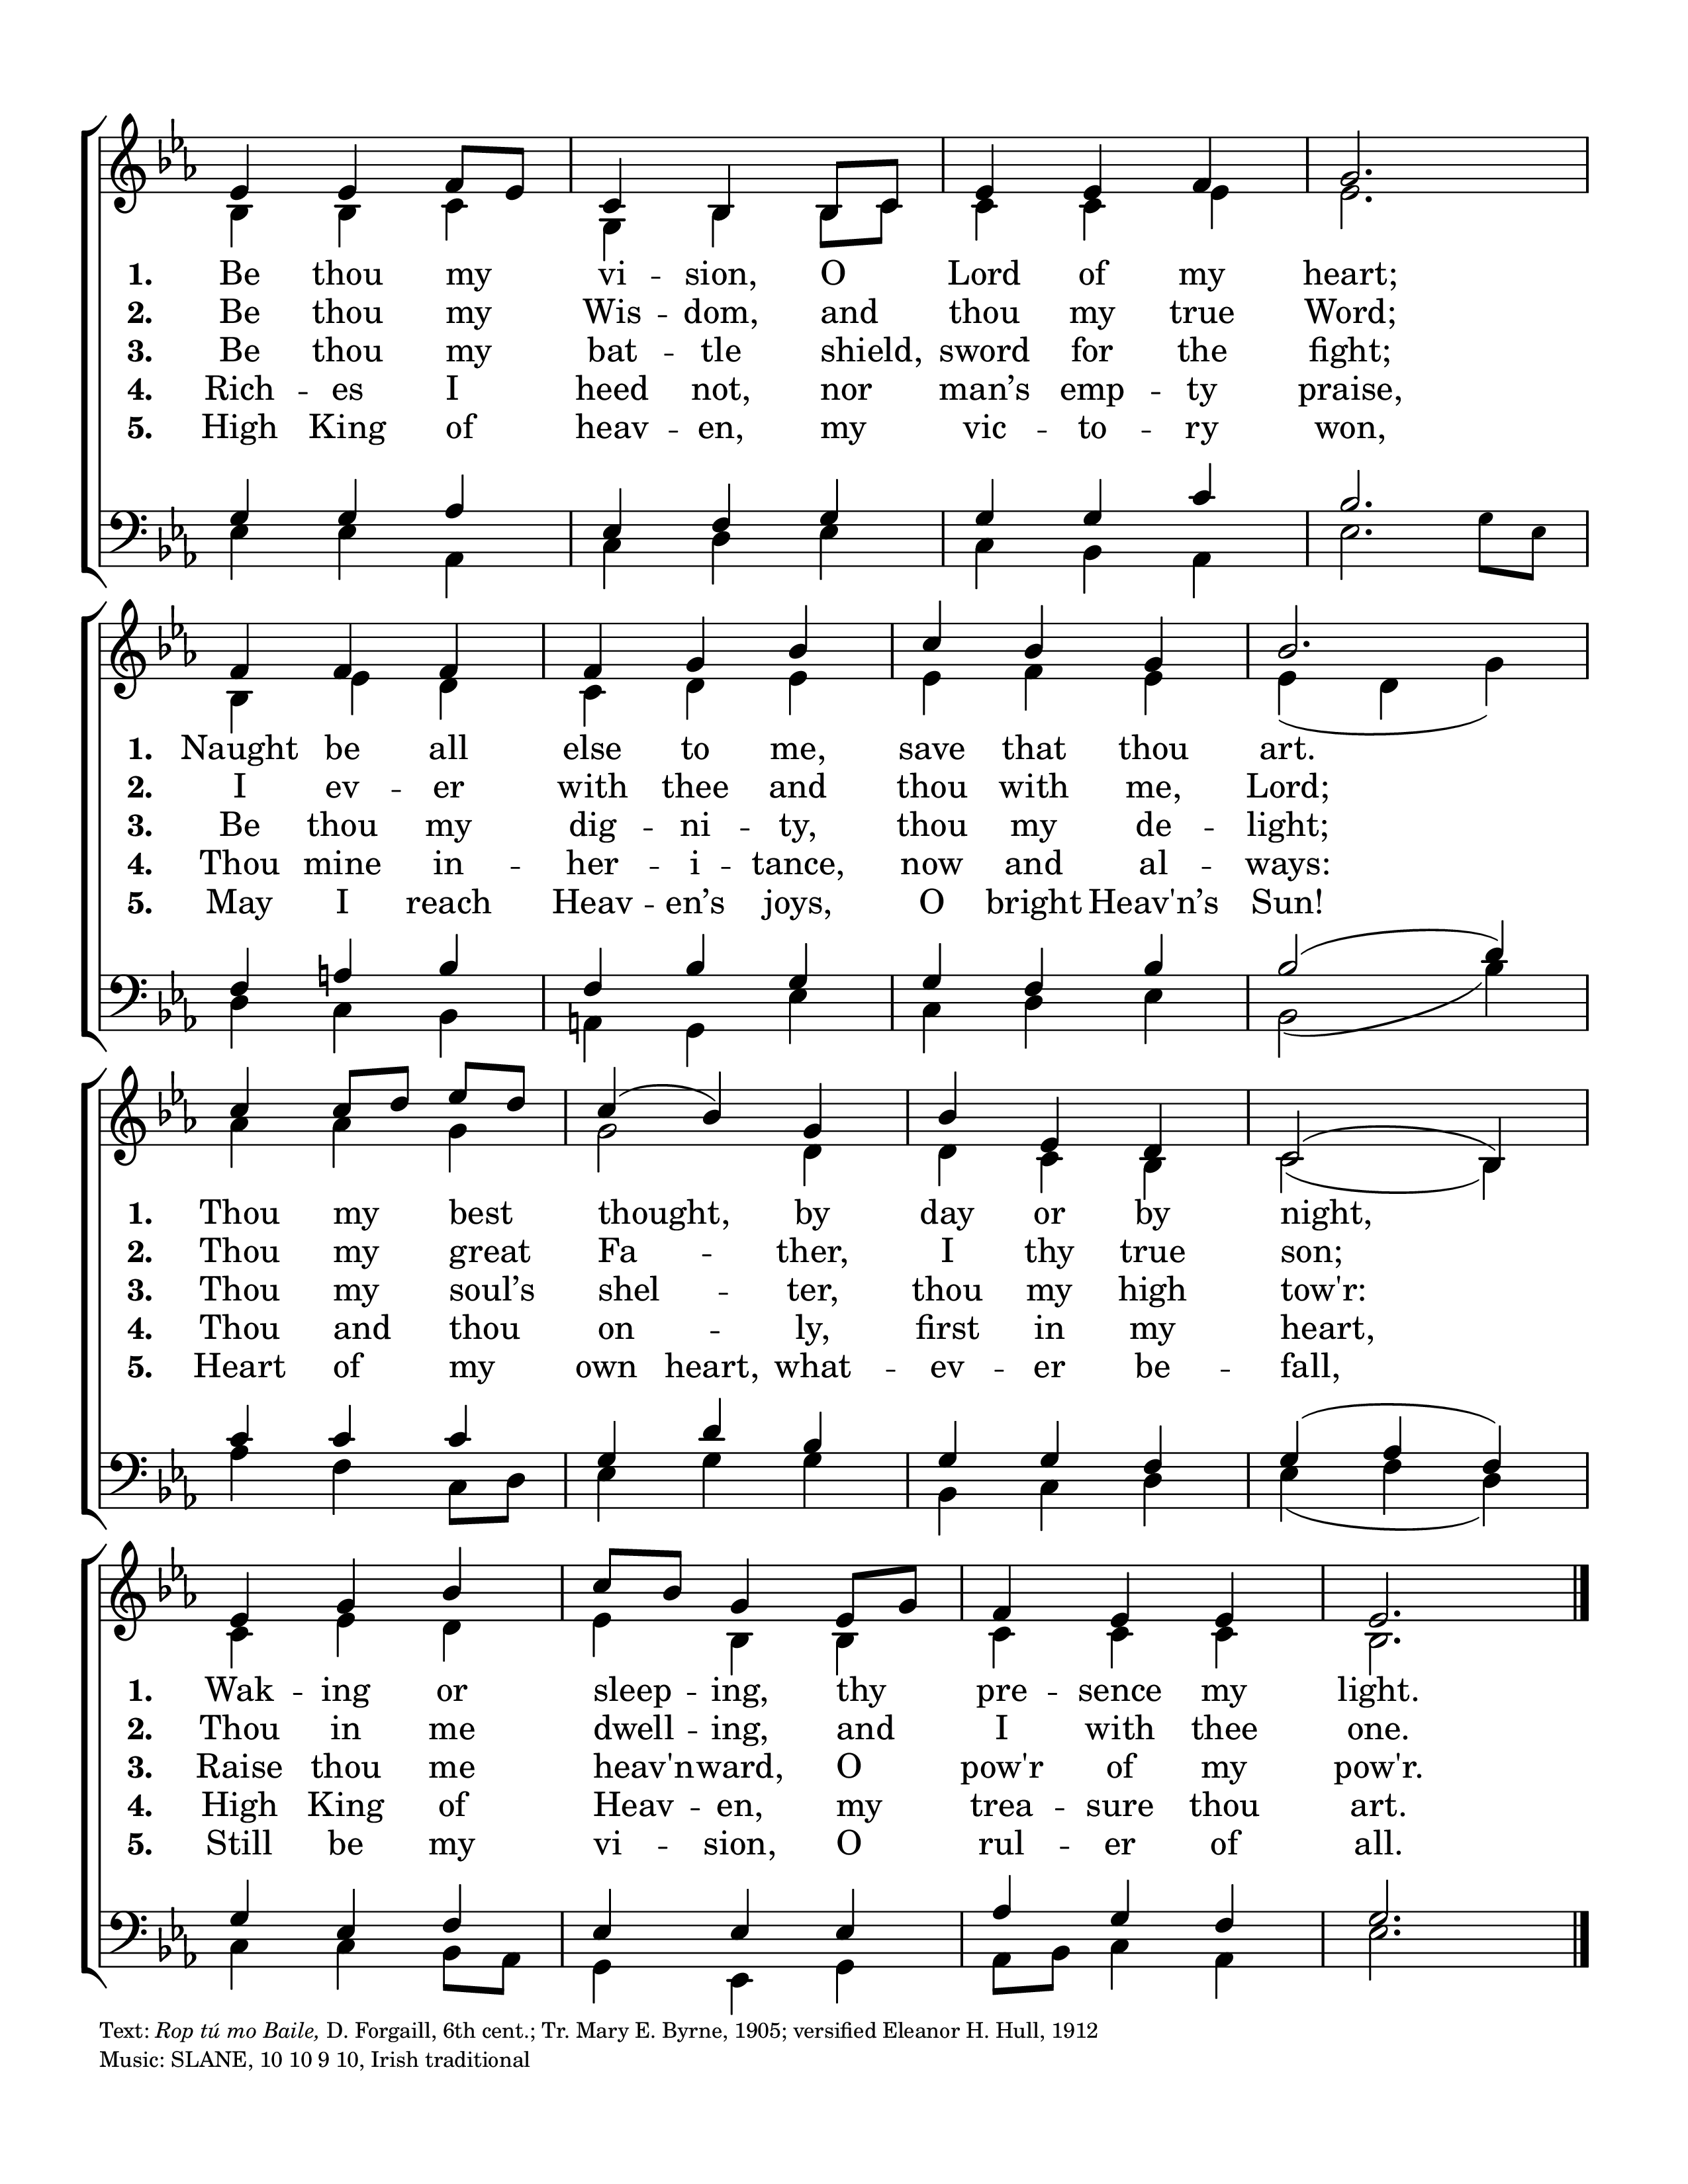 1. Be thou my vi -- sion, O Lord of my heart;
2. Be thou my Wis -- dom, and thou my true Word;
3. Be thou my bat -- tle shield, sword for the fight;
4. Rich -- es I heed not, nor man’s emp -- ty praise,
5. High King of heav -- en, my vic -- to -- ry won,
1. Naught be all else to me, save that thou art.
2. I ev -- er with thee and thou with me, Lord;
3. Be thou my dig -- ni -- ty, thou my de -- light;
4. Thou mine in -- her -- i -- tance, now and al -- ways:
5. May I reach Heav -- en’s joys, O bright Heav'n’s Sun!
1. Thou my best thought, by day or by night,
2. Thou my great Fa -- ther, I thy true son;
3. Thou my soul’s shel -- ter, thou my high tow'r:
4. Thou and thou on -- ly, first in my heart,
5. Heart of my own heart, what -- ev -- er be -- fall,
1. Wak -- ing or sleep -- ing, thy pre -- sence my light.
2. Thou in me dwell -- ing, and I with thee one.
3. Raise thou me heav'nward, O pow'r of my pow'r.
4. High King of Heav -- en, my trea -- sure thou art.
5. Still be my vi -- sion, O rul -- er of all.
Text: Rop tú mo Baile, D. Forgaill, 6th cent.; Tr. Mary E. Byrne, 1905; versified Eleanor H. Hull, 1912
Music: SLANE, 10 10 9 10, Irish traditional